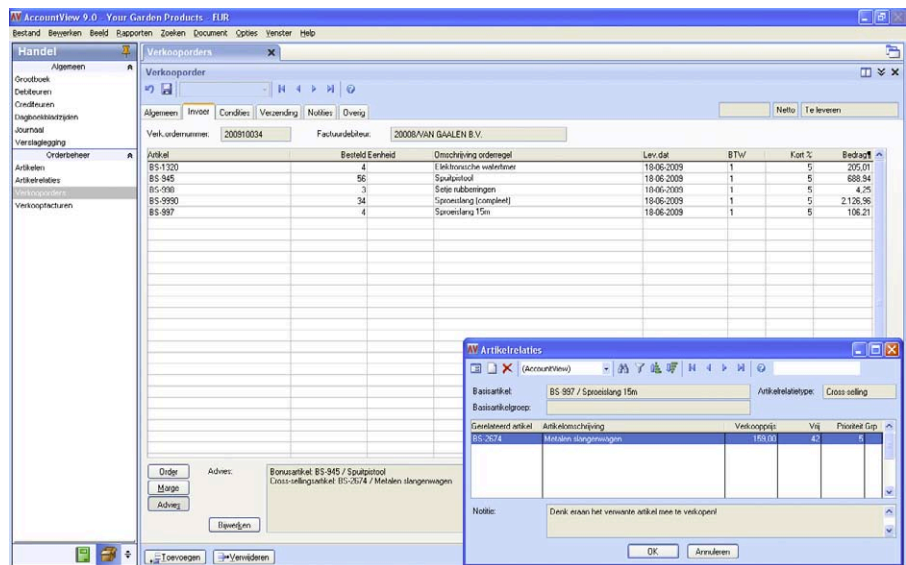 AccountView 9.0 - Your Garden Products - EUR
Bestand Bewerken Beeld Rapporten Zoeken Document Opties Venster Help
Handel
Algemeen
Grootboek
Debiteuren
Crediteuren
Dagboekbladzijden
Journaal
Verslaglegging
Orderbeheer
Artikelen
Artikelrelaties
Verkooporders
Verkoopfacturen
Verkooporders
Verkooporder
Algemeen Invoer Condities Verzending Notities Overig
Netto Te leveren
Verk.ordernummer: 200910034 Factuurdebiteur: 20008/VAN GAALEN B.V.
Artikel Besteld Eenheid Omschrijving orderregel Lev.dat BTW Kort % Bedrag
BS-1320 4 Elektronische watertimer 18-06-2009 1 5 205,01
BS-945 56 Spuitpistool 18-06-2009 1 5 688,94
BS-998 3 Setje rubberringen 18-06-2009 1 5 4,25
BS-9990 34 Sproeislang (compleet) 18-06-2009 1 5 2.126,96
BS-997 4 Sproeislang 15m 18-06-2009 1 5 106,21
Order
Marge
Advies
Advies:
Bonusartikel: BS-945 / Spuitpistool
Cross-sellingsartikel: BS-2674 / Metalen slangenwagen
Bijwerken
Toevoegen Verwijderen
Artikelrelaties
(AccountView)
Basisartikel: BS-997 / Sproeislang 15m Artikelrelatietype: Cross selling
Basisartikelgroep:
Gerelateerd artikel Artikelomschrijving Verkoopprijs Vrij Prioriteit Grp
BS-2674 Metalen slangenwagen 159,00 42 5
Notitie: Denk eraan het verwante artikel mee te verkopen!
OK Annuleren